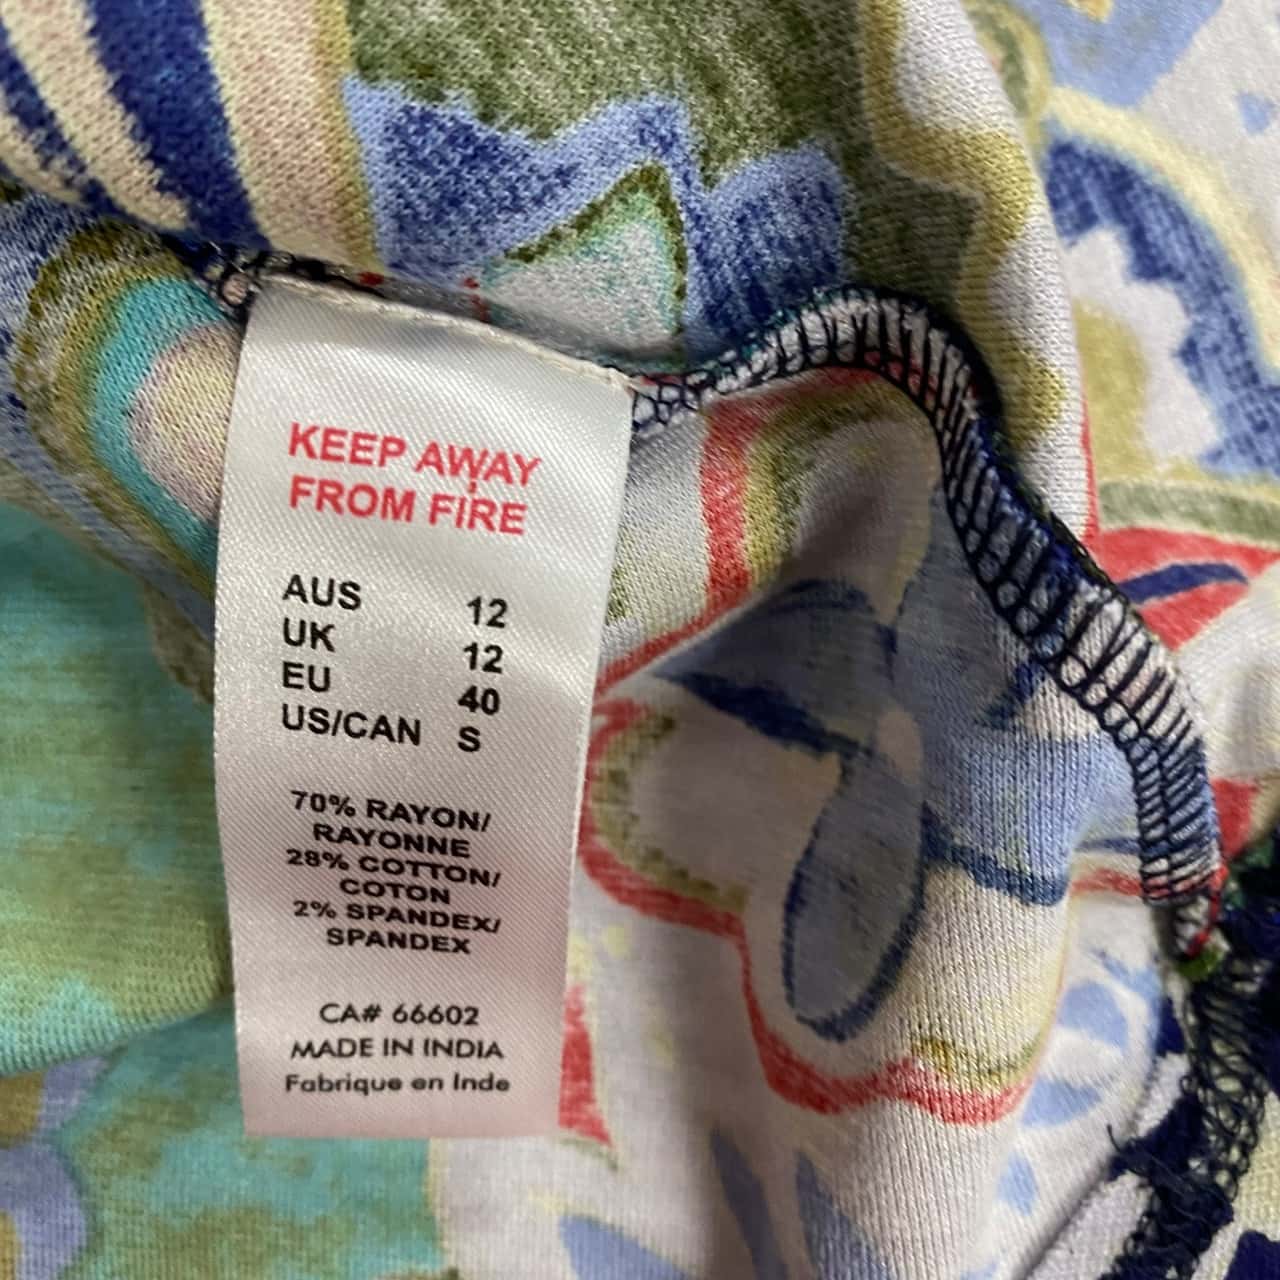 KEEP AWAY
FROM FIRE
AUS 12
UK 12
EU 40
US/CAN S
70% RAYON/
RAYONNE
28% COTTON/
COTON
2% SPANDEX/
SPANDEX
CA# 66602
MADE IN INDIA
Fabrique en Inde